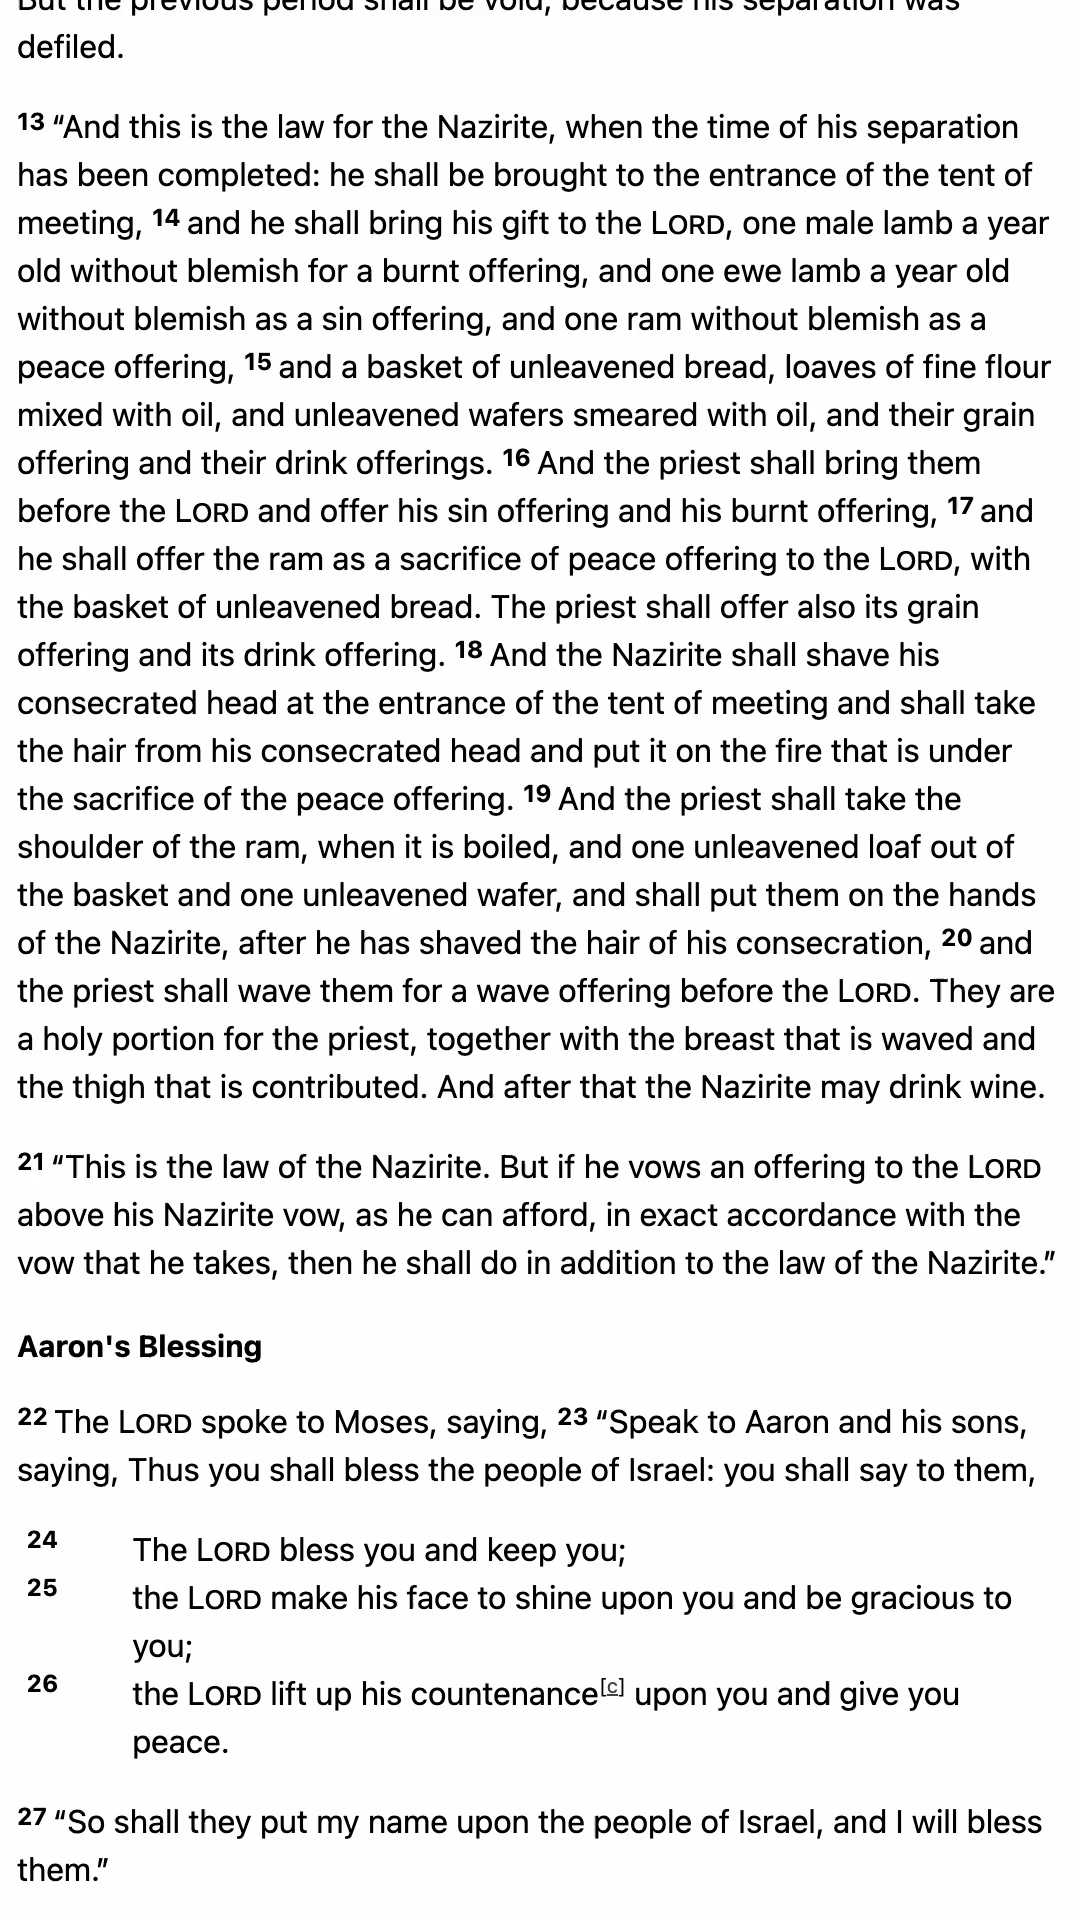 But the previous period shall be void, because his separation was
defiled.
13 “And this is the law for the Nazirite, when the time of his separation
has been completed: he shall be brought to the entrance of the tent of
meeting, 14 and he shall bring his gift to the LORD, one male lamb a year
old without blemish for a burnt offering, and one ewe lamb a year old
without blemish as a sin offering, and one ram without blemish as a
peace offering, 15 and a basket of unleavened bread, loaves of fine flour
mixed with oil, and unleavened wafers smeared with oil, and their grain
offering and their drink offerings. 16 And the priest shall bring them
before the LORD and offer his sin offering and his burnt offering, 17 and
he shall offer the ram as a sacrifice of peace offering to the LORD, with
the basket of unleavened bread. The priest shall offer also its grain
offering and its drink offering. 18 And the Nazirite shall shave his
consecrated head at the entrance of the tent of meeting and shall take
the hair from his consecrated head and put it on the fire that is under
the sacrifice of the peace offering. 19 And the priest shall take the
shoulder of the ram, when it is boiled, and one unleavened loaf out of
the basket and one unleavened wafer, and shall put them on the hands
of the Nazirite, after he has shaved the hair of his consecration, 20 and
the priest shall wave them for a wave offering before the LORD. They are
a holy portion for the priest, together with the breast that is waved and
the thigh that is contributed. And after that the Nazirite may drink wine.
21 “This is the law of the Nazirite. But if he vows an offering to the LORD
above his Nazirite vow, as he can afford, in exact accordance with the
vow that he takes, then he shall do in addition to the law of the Nazirite.”
Aaron's Blessing
22 The LORD spoke to Moses, saying, 23 “Speak to Aaron and his sons,
saying, Thus you shall bless the people of Israel: you shall say to them,
24 The LORD bless you and keep you;
25 the LORD make his face to shine upon you and be gracious to
you;
26 the LORD lift up his countenance[c] upon you and give you
peace.
27 “So shall they put my name upon the people of Israel, and I will bless
them.”